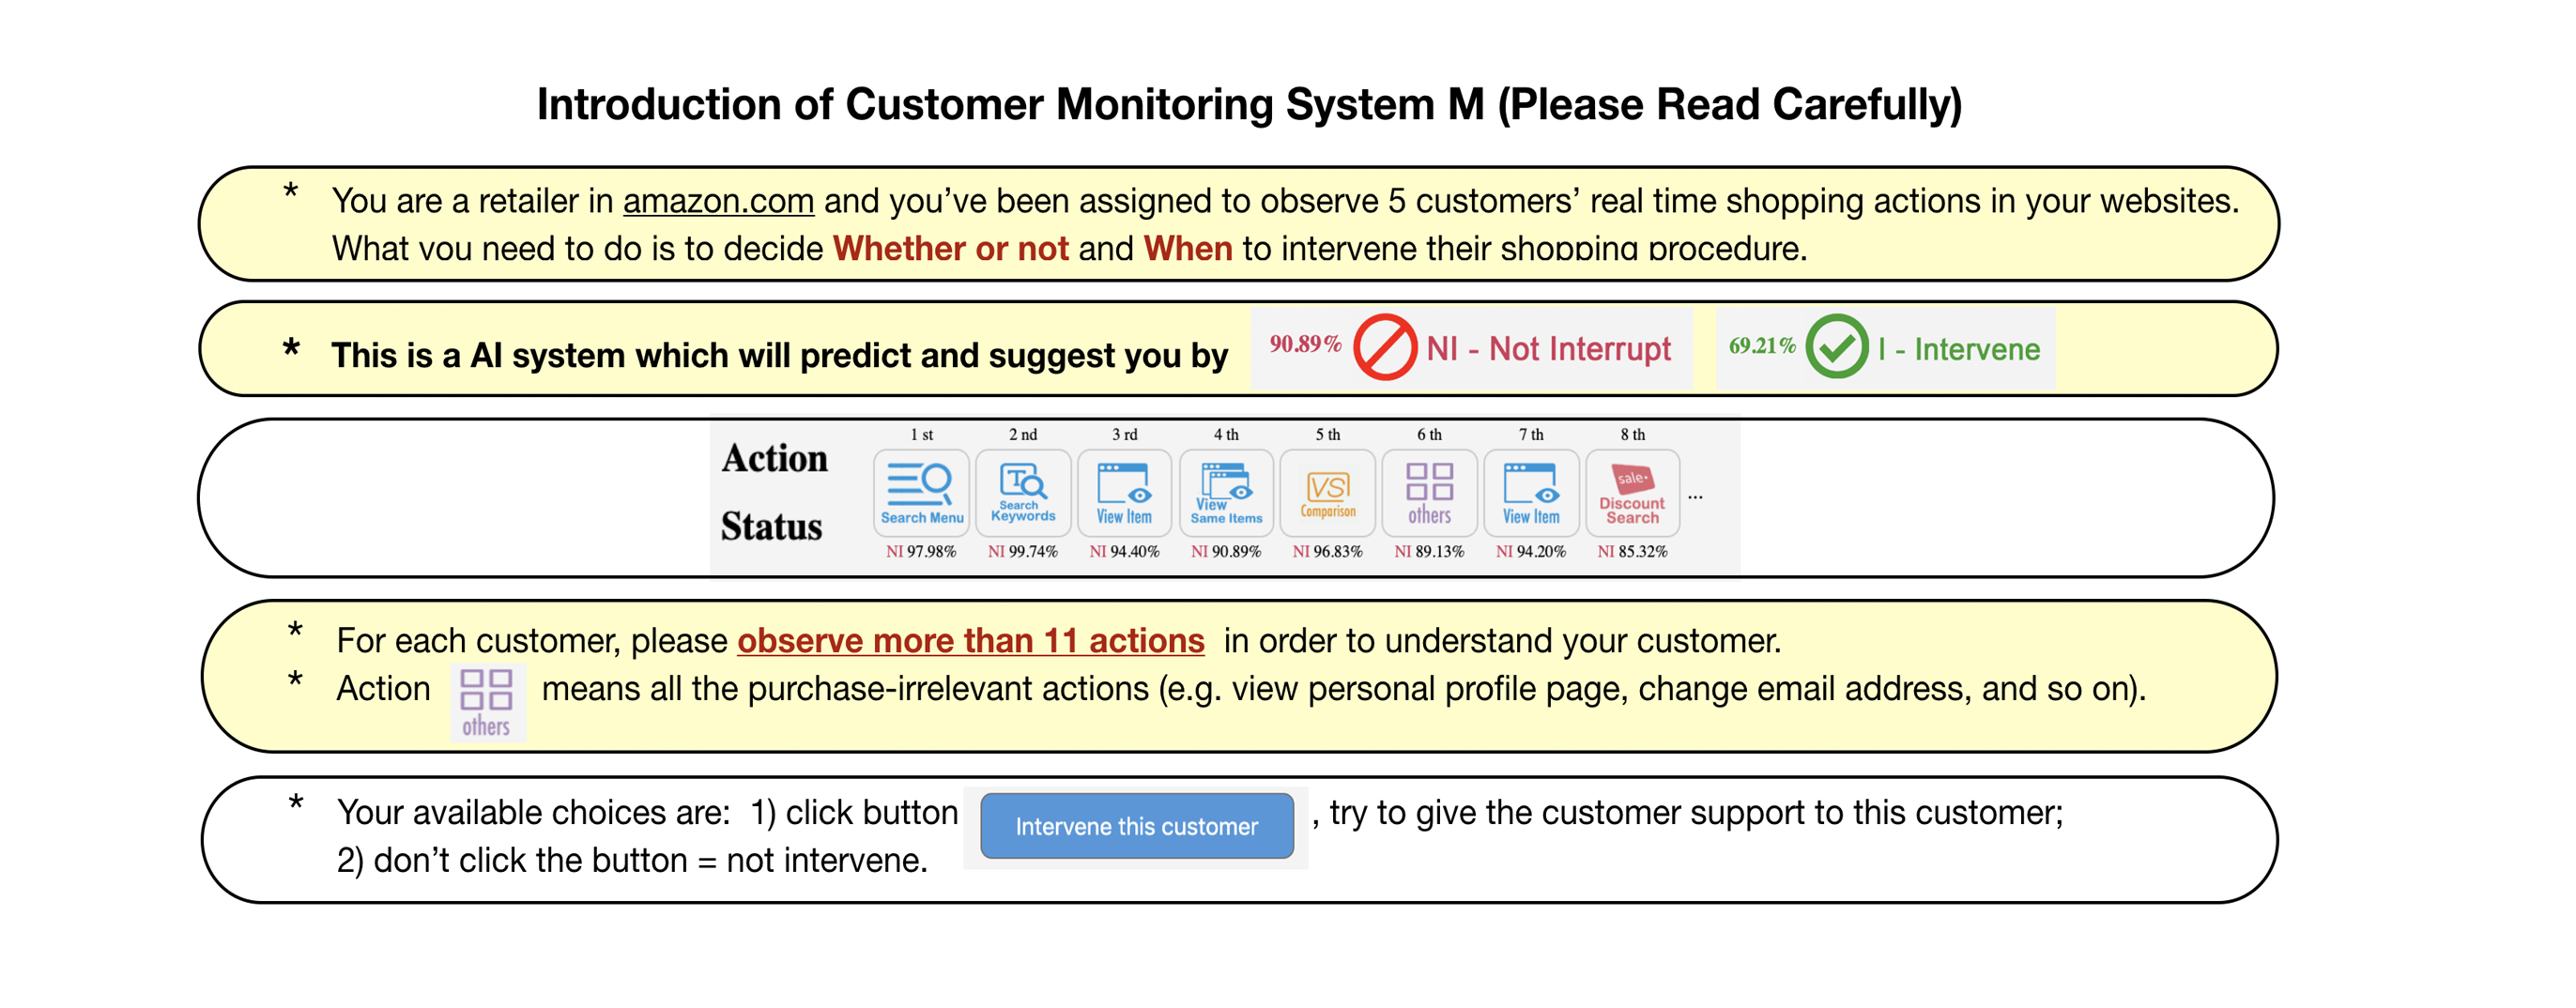 Introduction of Customer Monitoring System M (Please Read Carefully)
* You are a retailer in amazon.com and you've been assigned to observe 5 customers' real time shopping actions in your websites.
What you need to do is to decide Whether or not and When to intervene their shopping procedure.
* This is a AI system which will predict and suggest you by 90.89% NI - Not Interrupt 69.21% I - Intervene
1 st 2 nd 3 rd 4 th 5 th 6 th 7 th 8 th
Action
Status
Search Menu
Search
Keywords
View Item
View
Same Items
VS
Comparison
others
View Item
sale
Discount
Search
...
NI 97.98% NI 99.74% NI 94.40% NI 90.89% NI 96.83% NI 89.13% NI 94.20% NI 85.32%
* For each customer, please observe more than 11 actions in order to understand your customer.
* Action others means all the purchase-irrelevant actions (e.g. view personal profile page, change email address, and so on).
* Your available choices are: 1) click button Intervene this customer , try to give the customer support to this customer;
2) don't click the button = not intervene.